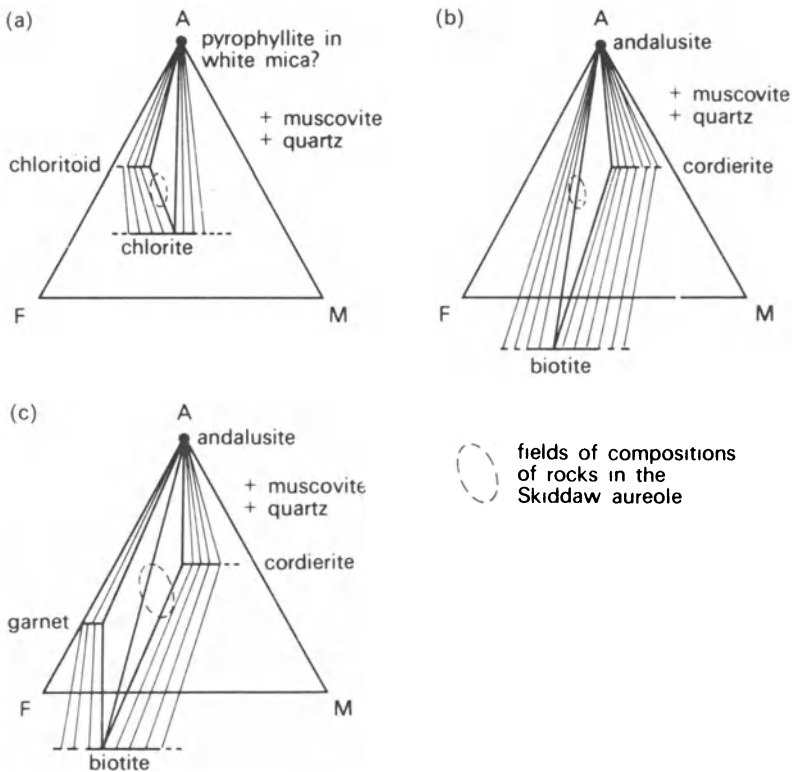 (a)
A
pyrophyllite in
white mica?
+ muscovite
+ quartz
chloritoid
chlorite
F
M
(b)
A
andalusite
+ muscovite
+ quartz
cordierite
F
M
biotite
(c)
A
andalusite
+ muscovite
+ quartz
cordierite
garnet
F
M
biotite
fields of compositions
of rocks in the
Skiddaw aureole